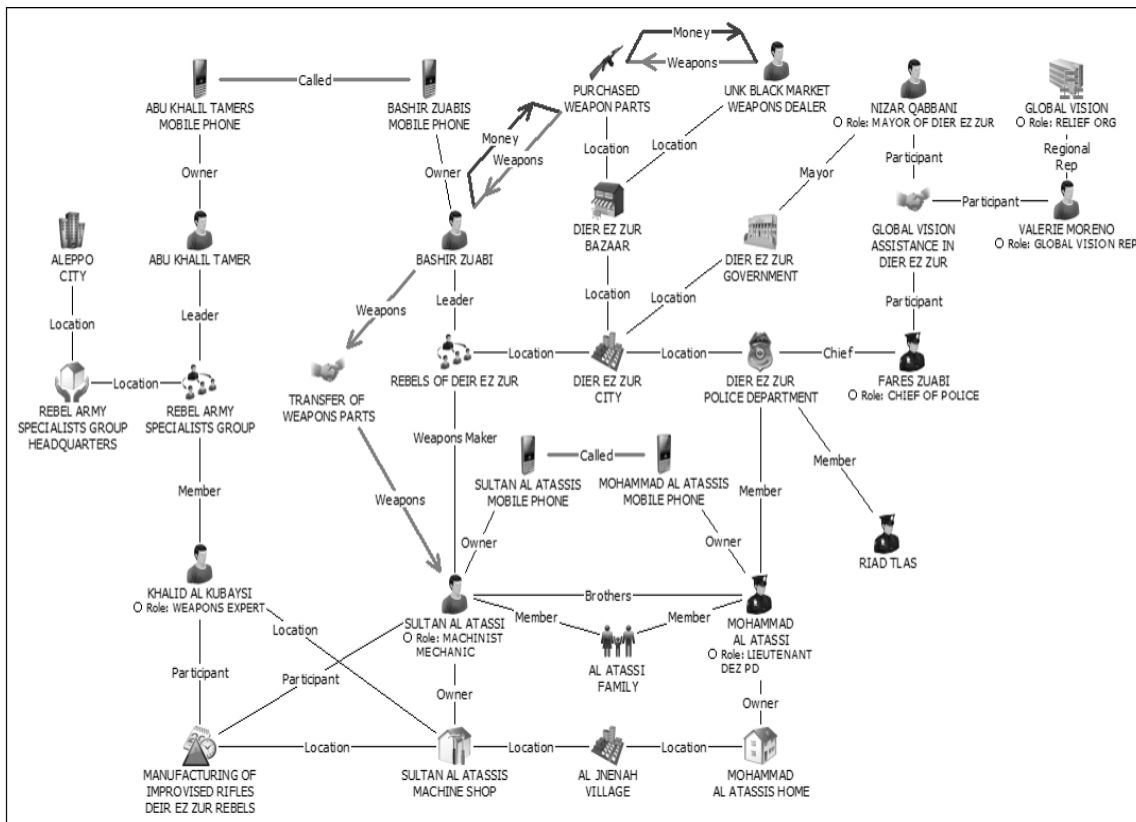 Money
Weapons
Called
ABU KHALIL TAMERS
MOBILE PHONE
BASHIR ZUABIS
MOBILE PHONE
PURCHASED
WEAPON PARTS
UNK BLACK MARKET
WEAPONS DEALER
NIZAR QABBANI
Role: MAYOR OF DIER EZ ZUR
GLOBAL VISION
Role: RELIEF ORG
Money
Weapons
Location
Location
Participant
Regional
Rep
Owner
Owner
Mayor
Participant
ALEPPO
CITY
ABU KHALIL TAMER
BASHIR ZUABI
DIER EZ ZUR
BAZAAR
DIER EZ ZUR
GOVERNMENT
GLOBAL VISION
ASSISTANCE IN
DIER EZ ZUR
VALERIE MORENO
Role: GLOBAL VISION REP
Location
Leader
Weapons
Leader
Location
Location
Participant
Location
Location
Location
Chief
REBEL ARMY
SPECIALISTS GROUP
HEADQUARTERS
REBEL ARMY
SPECIALISTS GROUP
TRANSFER OF
WEAPONS PARTS
REBELS OF DEIR EZ ZUR
DIER EZ ZUR
CITY
DIER EZ ZUR
POLICE DEPARTMENT
FARES ZUABI
Role: CHIEF OF POLICE
Weapons Maker
Called
Member
Member
Member
Weapons
SULTAN AL ATASSIS
MOBILE PHONE
MOHAMMAD AL ATASSIS
MOBILE PHONE
Owner
Owner
RIAD TLAS
KHALID AL KUBAYSI
Role: WEAPONS EXPERT
Brothers
Member
Member
SULTAN AL ATASSI
Role: MACHINIST
MECHANIC
AL ATASSI
FAMILY
MOHAMMAD
AL ATASSI
Role: LIEUTENANT
DEZ PD
Location
Participant
Participant
Owner
Owner
Location
Location
Location
MANUFACTURING OF
IMPROVISED RIFLES
DEIR EZ ZUR REBELS
SULTAN AL ATASSIS
MACHINE SHOP
AL JNENAH
VILLAGE
MOHAMMAD
AL ATASSIS HOME